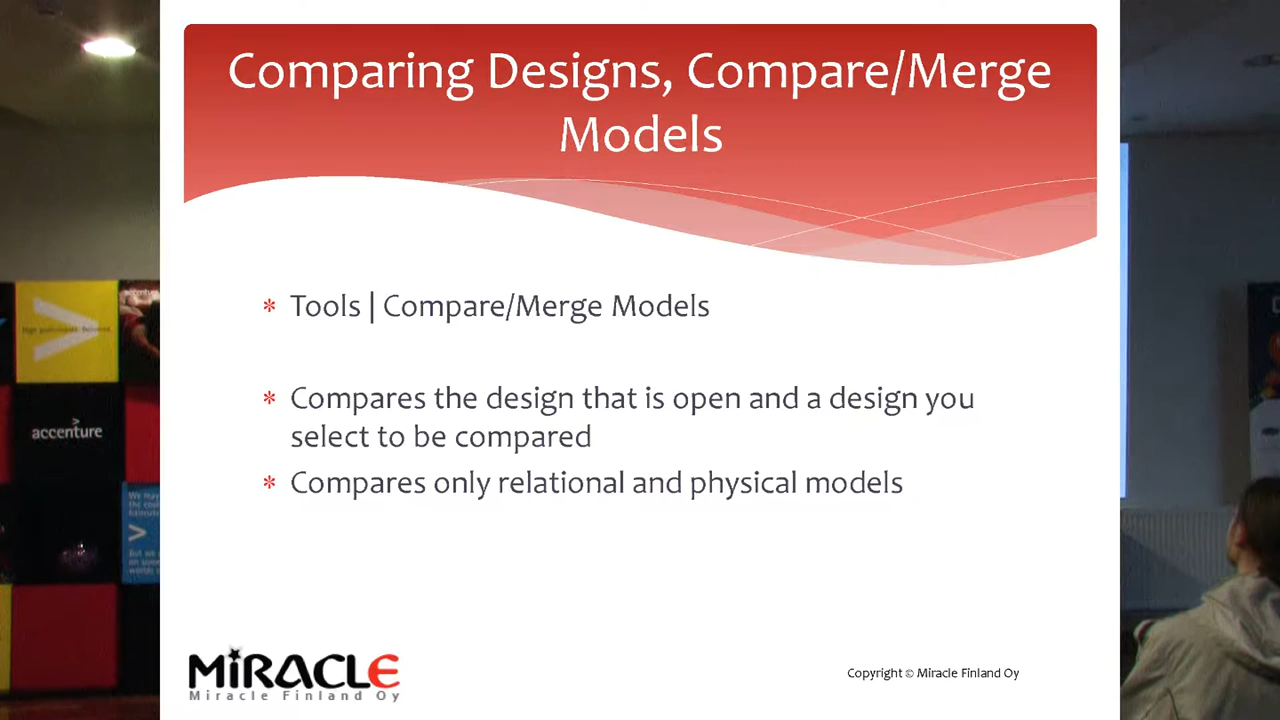 Comparing Designs, Compare/Merge
Models
* Tools | Compare/Merge Models
* Compares the design that is open and a design you
select to be compared
* Compares only relational and physical models
MiRACLE
Miracle Finland Oy
Copyright © Miracle Finland Oy
accenture